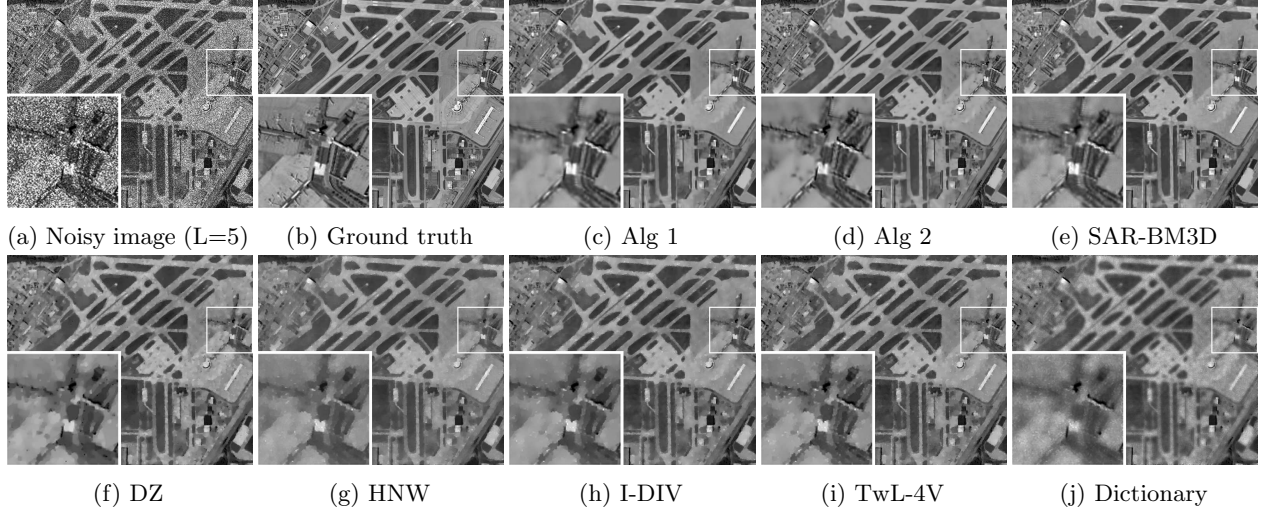 (a) Noisy image (L=5)
(b) Ground truth
(c) Alg 1
(d) Alg 2
(e) SAR-BM3D
(f) DZ
(g) HNW
(h) I-DIV
(i) TwL-4V
(j) Dictionary